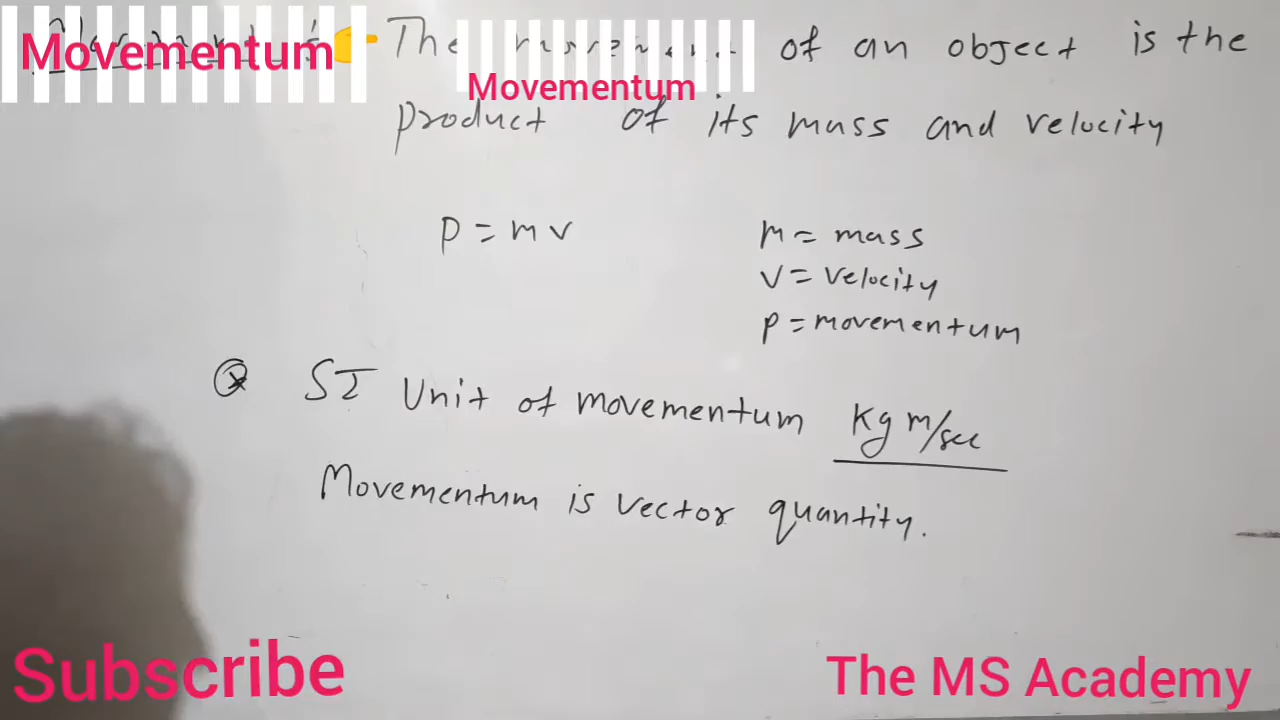 Movementum
The of an object is the
Movementum
product of its mass and velocity
p = mv
m = mass
v = velocity
p = movementum
SI Unit of movementum Kg m/sec
Movementum is vector quantity.
Subscribe
The MS Academy